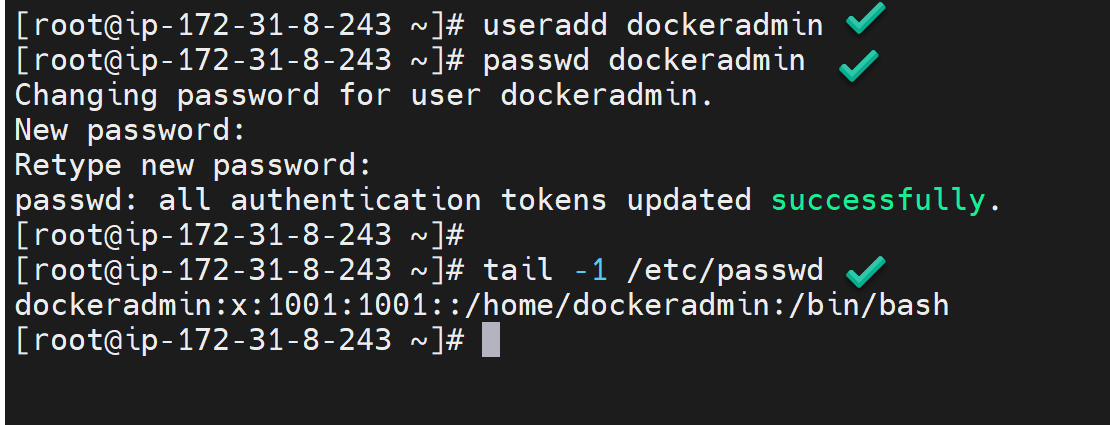 [root@ip-172-31-8-243 ~]# useradd dockeradmin
[root@ip-172-31-8-243 ~]# passwd dockeradmin
Changing password for user dockeradmin.
New password:
Retype new password:
passwd: all authentication tokens updated successfully.
[root@ip-172-31-8-243 ~]#
[root@ip-172-31-8-243 ~]# tail -1 /etc/passwd
dockeradmin:x:1001:1001::/home/dockeradmin:/bin/bash
[root@ip-172-31-8-243 ~]#